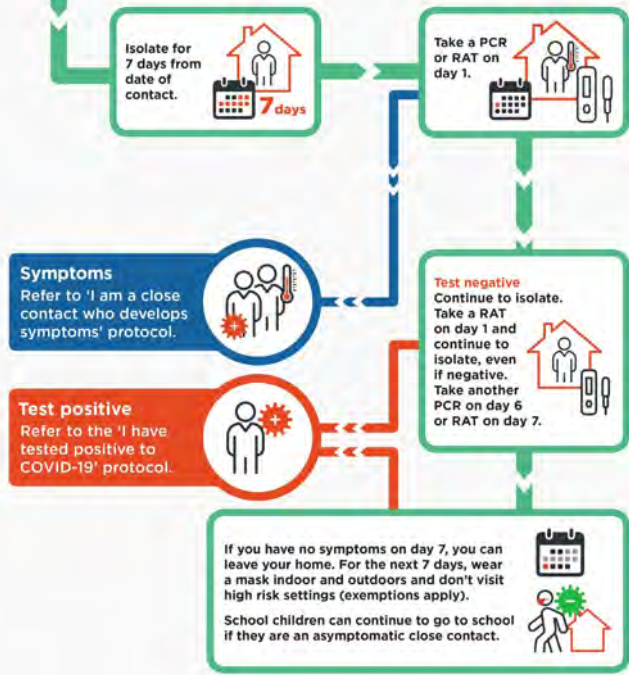 Isolate for
7 days from
date of
contact.
7 days
Take a PCR
or RAT on
day 1.
Symptoms
Refer to 'I am a close
contact who develops
symptoms' protocol.
Test negative
Continue to isolate.
Take a RAT
on day 1 and
continue to
isolate, even
if negative.
Take another
PCR on day 6
or RAT on day 7.
Test positive
Refer to the 'I have
tested positive to
COVID-19' protocol.
If you have no symptoms on day 7, you can
leave your home. For the next 7 days, wear
a mask indoor and outdoors and don't visit
high risk settings (exemptions apply).
School children can continue to go to school
if they are an asymptomatic close contact.